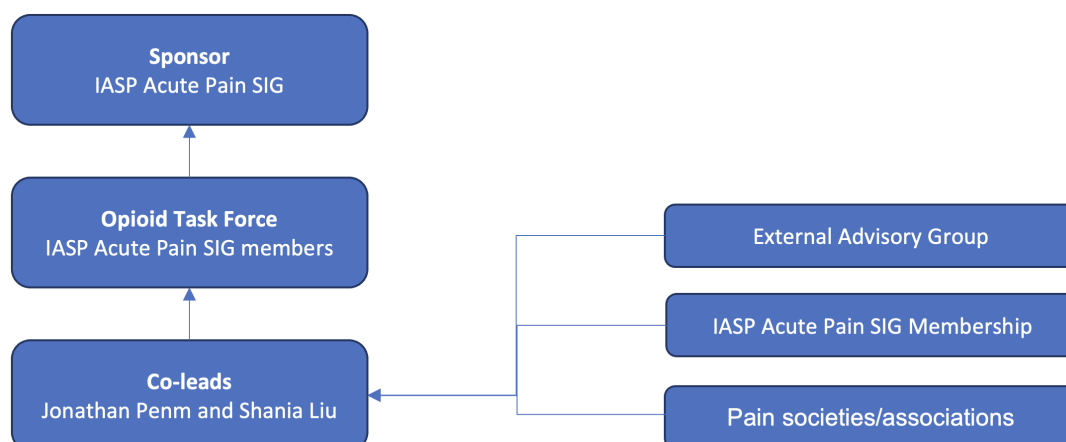 Sponsor
IASP Acute Pain SIG
Opioid Task Force
IASP Acute Pain SIG members
Co-leads
Jonathan Penm and Shania Liu
External Advisory Group
IASP Acute Pain SIG Membership
Pain societies/associations